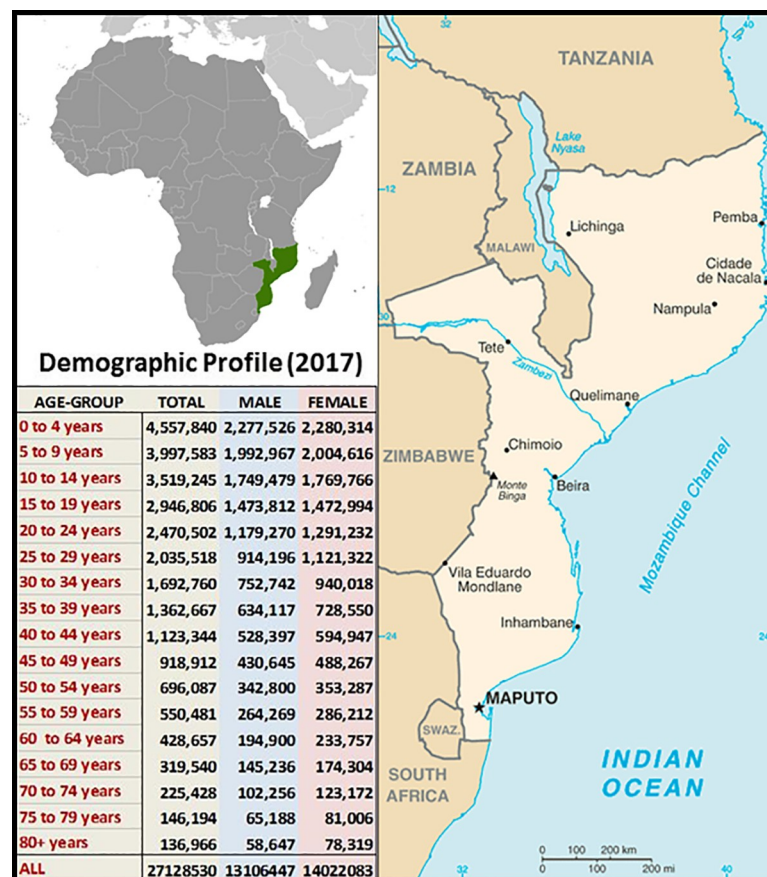 Demographic Profile (2017)
AGE-GROUP TOTAL MALE FEMALE
0 to 4 years 4,557,840 2,277,526 2,280,314
5 to 9 years 3,997,583 1,992,967 2,004,616
10 to 14 years 3,519,245 1,749,479 1,769,766
15 to 19 years 2,946,806 1,473,812 1,472,994
20 to 24 years 2,470,502 1,179,270 1,291,232
25 to 29 years 2,035,518 914,196 1,121,322
30 to 34 years 1,692,760 752,742 940,018
35 to 39 years 1,362,667 634,117 728,550
40 to 44 years 1,123,344 528,397 594,947
45 to 49 years 918,912 430,645 488,267
50 to 54 years 696,087 342,800 353,287
55 to 59 years 550,481 264,269 286,212
60 to 64 years 428,657 194,900 233,757
65 to 69 years 319,540 145,236 174,304
70 to 74 years 225,428 102,256 123,172
75 to 79 years 146,194 65,188 81,006
80+ years 136,966 58,647 78,319
ALL 27128530 13106447 14022083
32
40
TANZANIA
Lake
Nyasa
ZAMBIA
12
Lichinga
Pemba
MALAWI
Cidade
de Nacala
Nampula
30
Tete
Zambezi
Quelimane
Chimoio
ZIMBABWE
Monte
Binga
Beira
Mozambique Channel
Vila Eduardo
Mondlane
Inhambane
24
24
MAPUTO
SWAZ.
SOUTH
AFRICA
INDIAN
OCEAN
0 100 200 km
0 100 200 mi
32
40